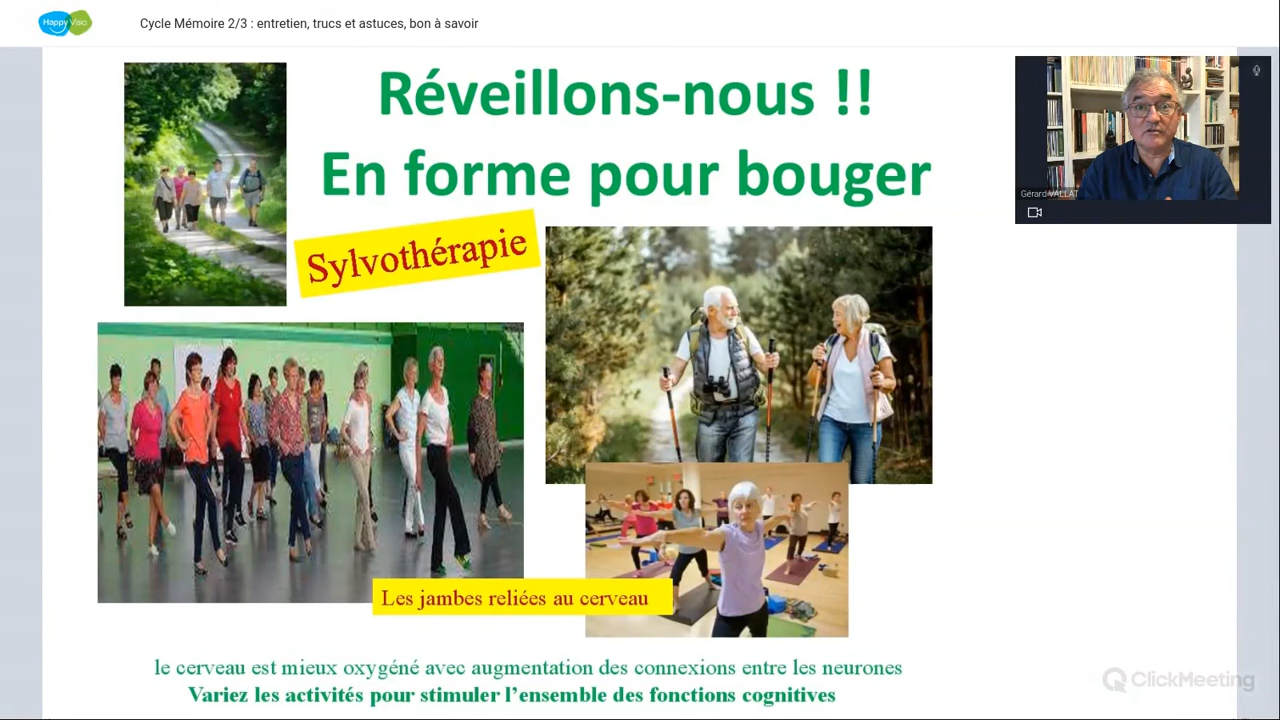 Happy Visio
Cycle Mémoire 2/3 : entretien, trucs et astuces, bon à savoir
Réveillons-nous !!
En forme pour bouger
Gérard VALLAT
Sylvothérapie
Les jambes reliées au cerveau
le cerveau est mieux oxygéné avec augmentation des connexions entre les neurones
Variez les activités pour stimuler l’ensemble des fonctions cognitives
ClickMeeting